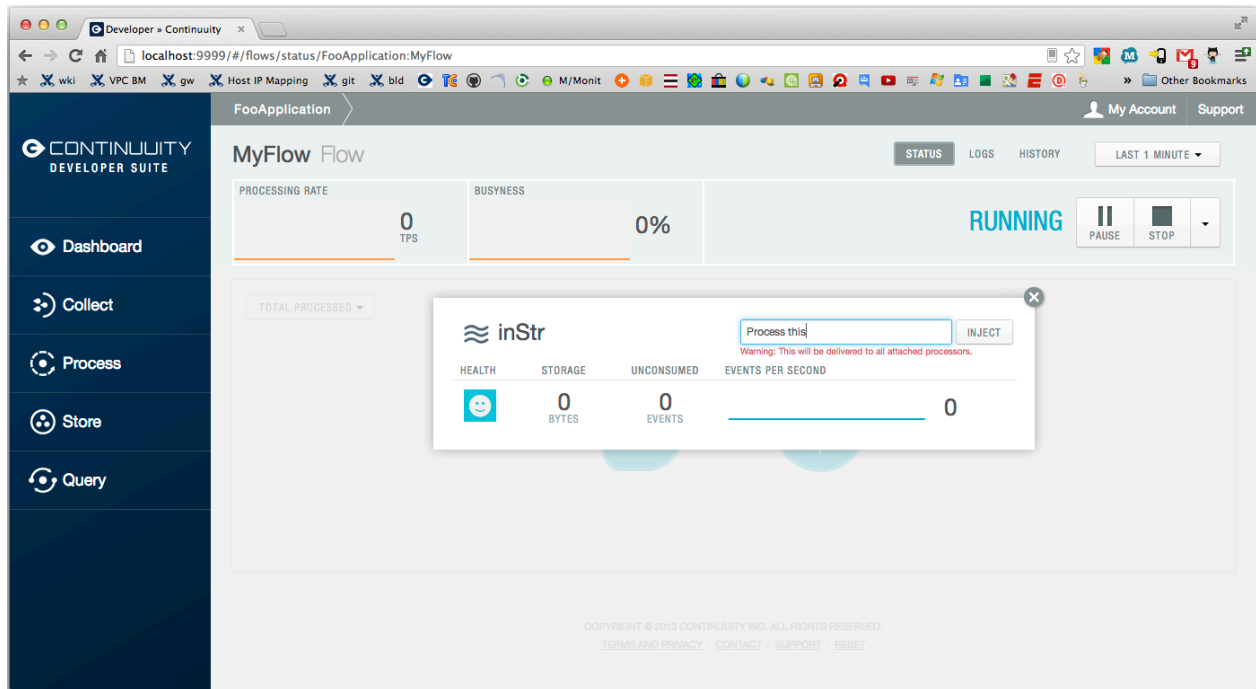 Developer » Continuuity
localhost:9999/#/flows/status/FooApplication:MyFlow
wki VPC BM gw Host IP Mapping git bld M/Monit » Other Bookmarks
FooApplication My Account Support
CONTINUUITY
DEVELOPER SUITE
MyFlow Flow STATUS LOGS HISTORY LAST 1 MINUTE
PROCESSING RATE BUSYNESS
0 TPS 0% RUNNING PAUSE STOP
Dashboard
Collect
Process
Store
Query
TOTAL PROCESSED
inStr Process this INJECT
Warning: This will be delivered to all attached processors.
HEALTH STORAGE UNCONSUMED EVENTS PER SECOND
0 0 0
BYTES EVENTS
COPYRIGHT © 2013 CONTINUUITY INC. ALL RIGHTS RESERVED.
TERMS AND PRIVACY - CONTACT - SUPPORT - RESET